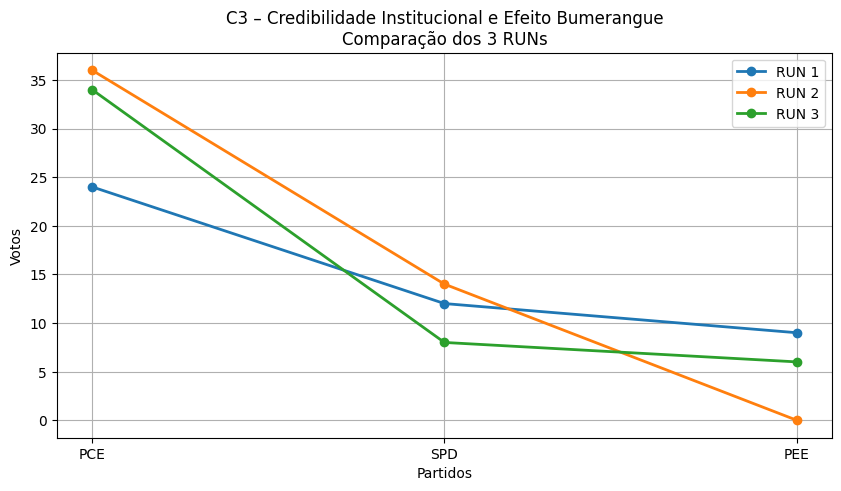 C3 – Credibilidade Institucional e Efeito Bumerangue
Comparação dos 3 RUNs
RUN 1
RUN 2
RUN 3
Votos
35
30
25
20
15
10
5
0
PCE
SPD
PEE
Partidos